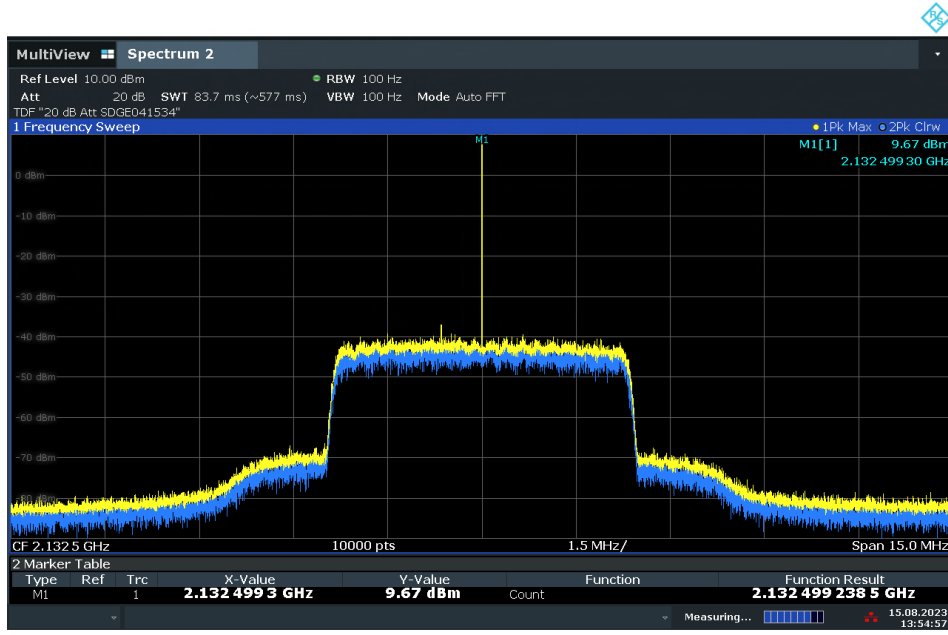 R S
MultiView Spectrum 2
Ref Level 10.00 dBm RBW 100 Hz
Att 20 dB SWT 83.7 ms (~577 ms) VBW 100 Hz Mode Auto FFT
TDF "20 dB Att SDGE041534"
1 Frequency Sweep 1Pk Max 2Pk Clrw
M1
M1[1] 9.67 dBm
2.132 499 30 GHz
0 dBm
-10 dBm
-20 dBm
-30 dBm
-40 dBm
-50 dBm
-60 dBm
-70 dBm
-80 dBm
CF 2.132 5 GHz 10000 pts 1.5 MHz/ Span 15.0 MHz
2 Marker Table
Type Ref Trc X-Value Y-Value Function Function Result
M1 1 2.132 499 3 GHz 9.67 dBm Count 2.132 499 238 5 GHz
Measuring... 15.08.2023
13:54:57